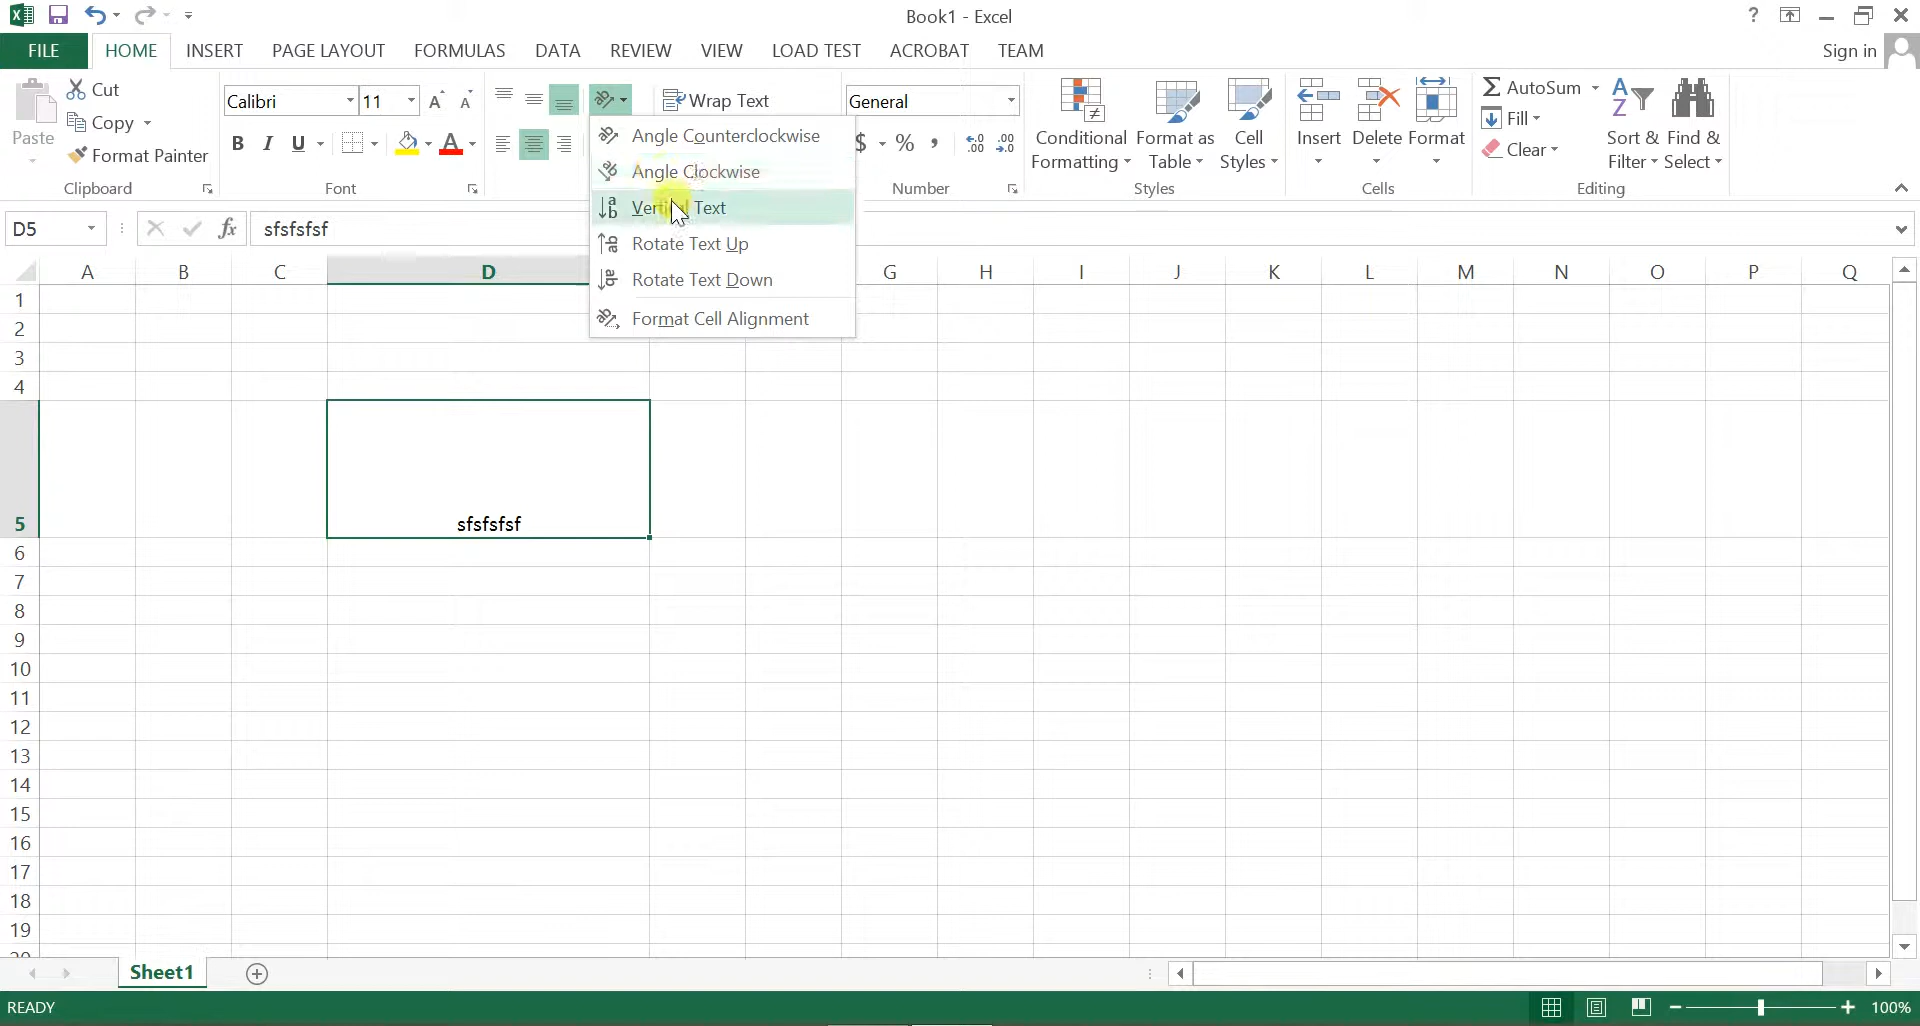 Book1 - Excel
?
FILE HOME INSERT PAGE LAYOUT FORMULAS DATA REVIEW VIEW LOAD TEST ACROBAT TEAM Sign in
Cut
Copy
Format Painter
Paste
Clipboard
Calibri 11
B I U A
Font
Wrap Text
Angle Counterclockwise
Angle Clockwise
Vertical Text
Rotate Text Up
Rotate Text Down
Format Cell Alignment
General
$ % ,
Number
Conditional Formatting
Format as Table
Cell Styles
Styles
Insert Delete Format
Cells
AutoSum
Fill
Clear
Sort & Filter
Find & Select
Editing
D5 fx sfsfsfsf
A B C D G H I J K L M N O P Q
1
2
3
4
5 sfsfsfsf
6
7
8
9
10
11
12
13
14
15
16
17
18
19
Sheet1
READY 100%